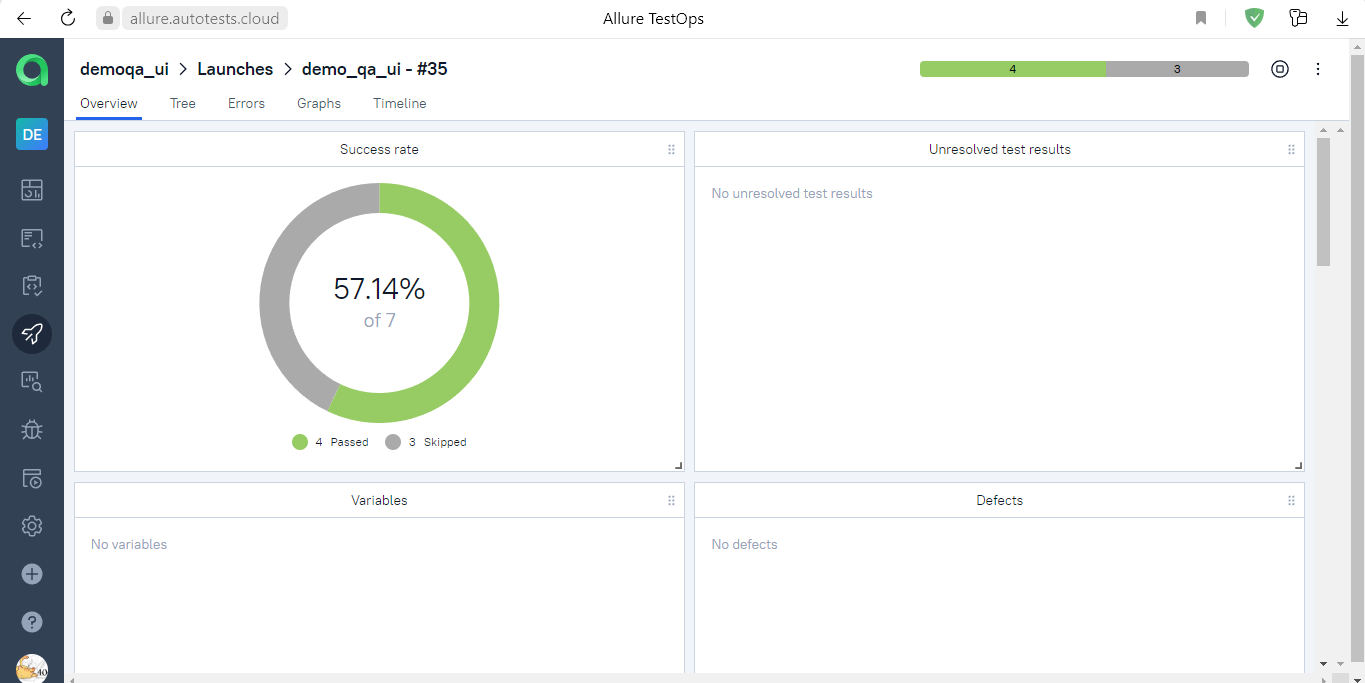 allure.autotests.cloud
Allure TestOps
demoqa_ui > Launches > demo_qa_ui - #35
4 3
Overview Tree Errors Graphs Timeline
DE
Success rate
57.14%
of 7
4 Passed 3 Skipped
Unresolved test results
No unresolved test results
Variables
No variables
Defects
No defects